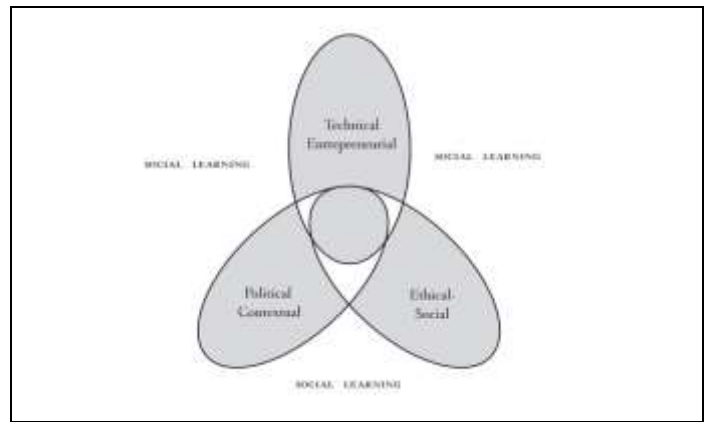 Technical
Entrepreneurial
SOCIAL LEARNING
SOCIAL LEARNING
Political
Contextual
Ethical-
Social
SOCIAL LEARNING